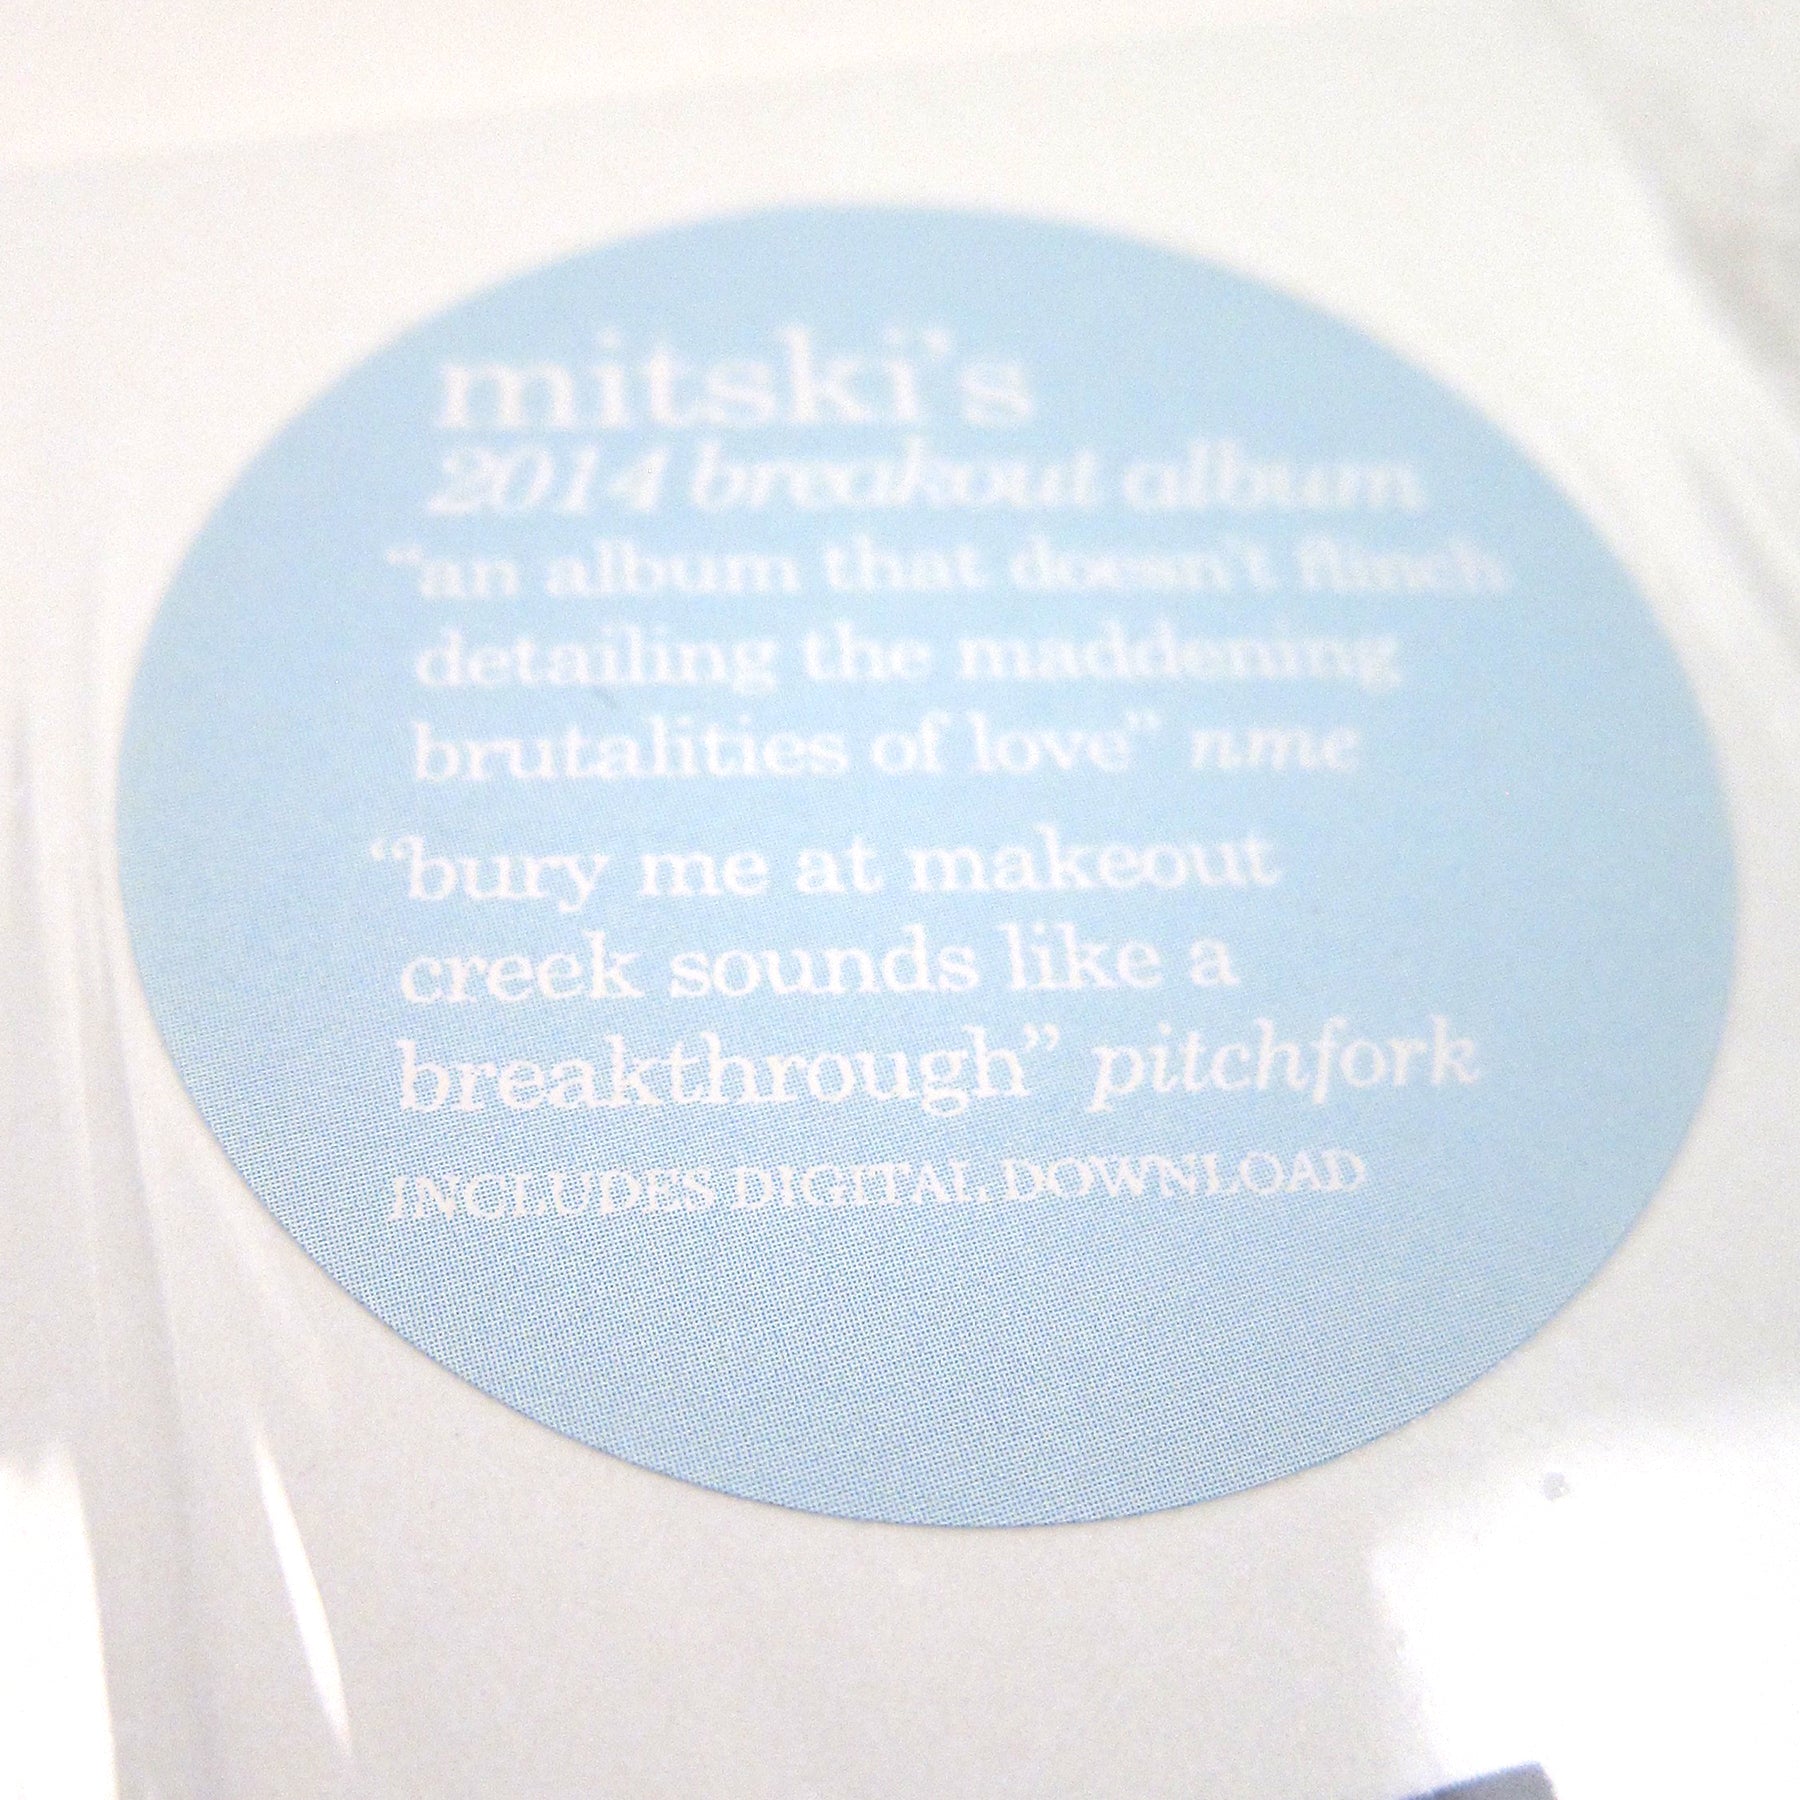 mitski's
2014 breakout album
“an album that doesn't flinch
detailing the maddening
brutalities of love” nme
“bury me at makeout
creek sounds like a
breakthrough” pitchfork
INCLUDES DIGITAL DOWNLOAD